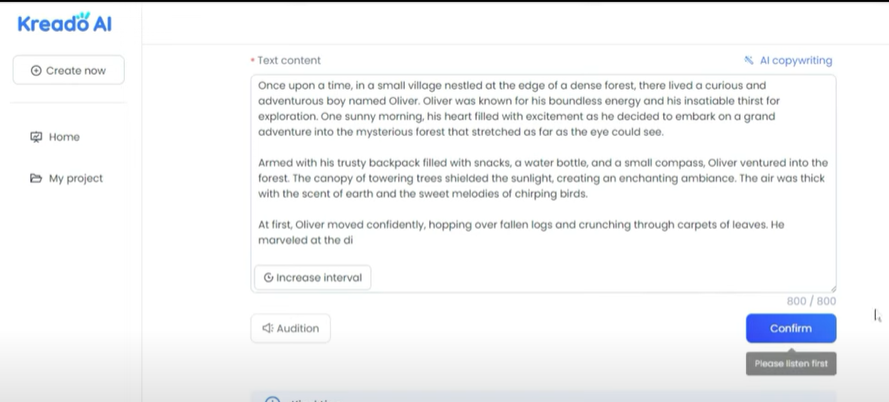 Kreado AI
Create now
Home
My project
* Text content
AI copywriting
Once upon a time, in a small village nestled at the edge of a dense forest, there lived a curious and
adventurous boy named Oliver. Oliver was known for his boundless energy and his insatiable thirst for
exploration. One sunny morning, his heart filled with excitement as he decided to embark on a grand
adventure into the mysterious forest that stretched as far as the eye could see.
Armed with his trusty backpack filled with snacks, a water bottle, and a small compass, Oliver ventured into the
forest. The canopy of towering trees shielded the sunlight, creating an enchanting ambiance. The air was thick
with the scent of earth and the sweet melodies of chirping birds.
At first, Oliver moved confidently, hopping over fallen logs and crunching through carpets of leaves. He
marveled at the di
Increase interval
800 / 800
Audition
Confirm
Please listen first